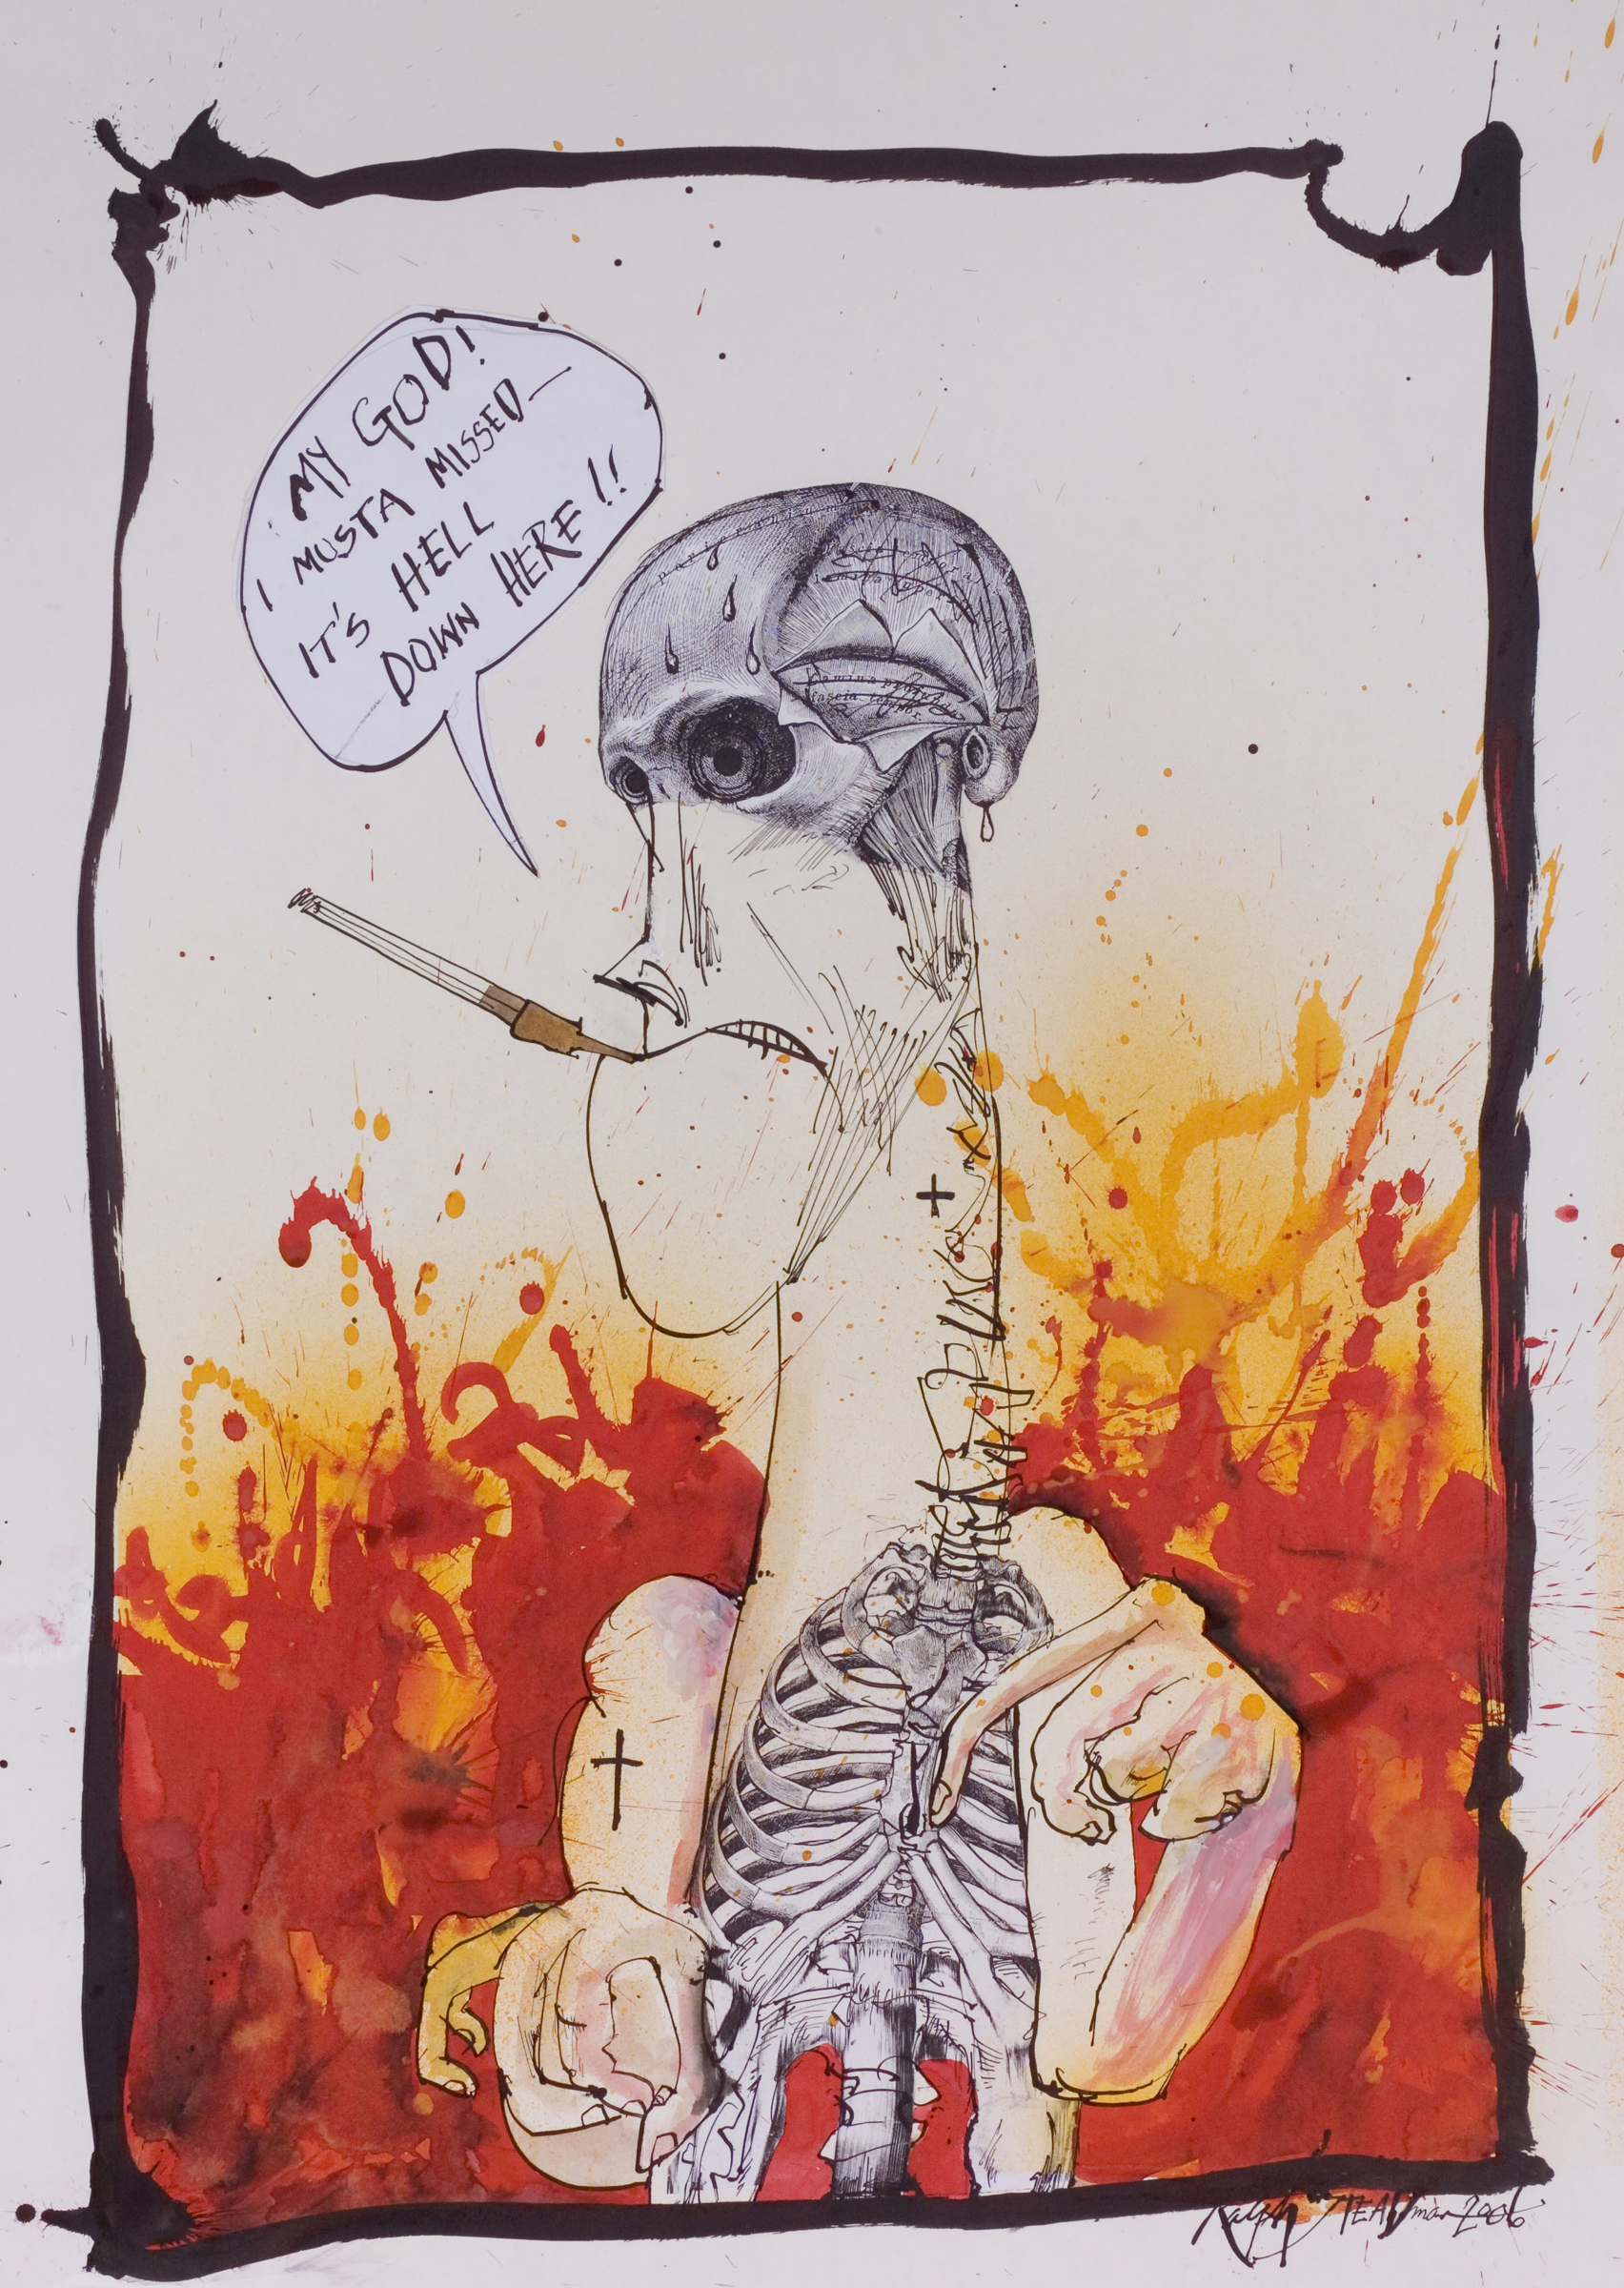 MY GOD!
I MUSTA MISSED—
IT'S HELL
DOWN HERE!!
Ralph STEADman 2006